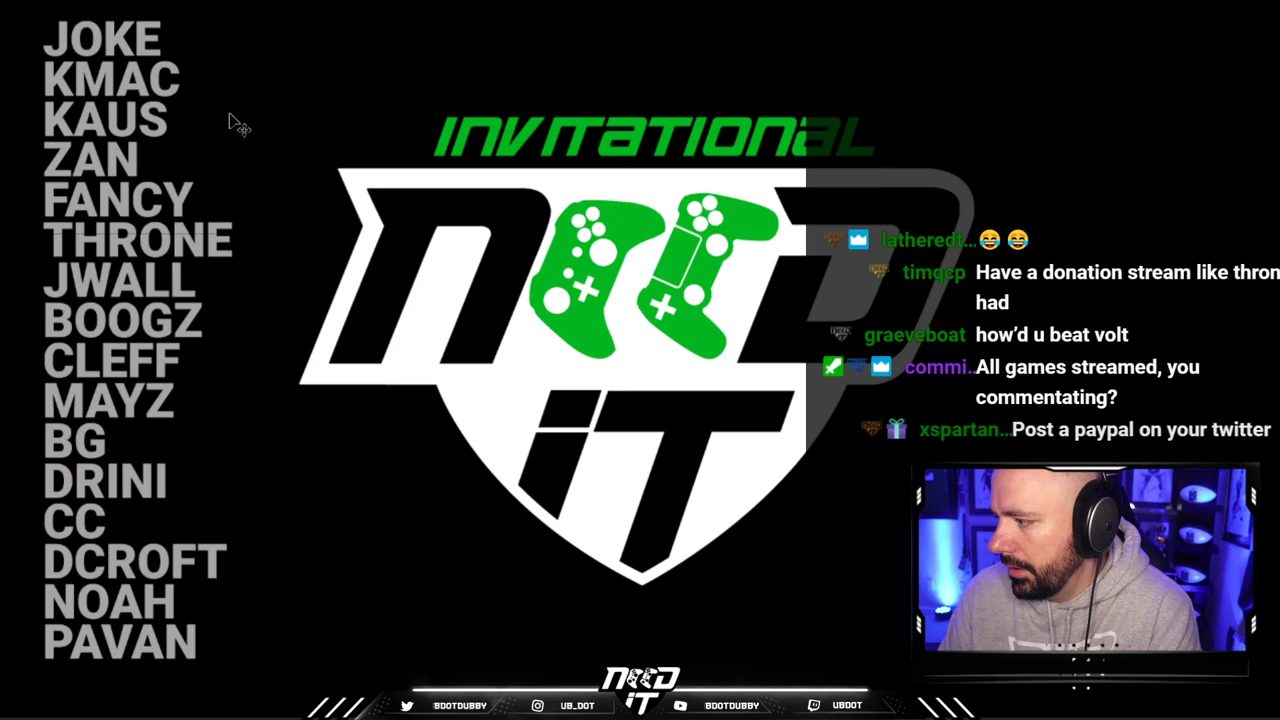 JOKE
KMAC
KAUS
ZAN
FANCY
THRONE
JWALL
BOOGZ
CLEFF
MAYZ
BG
DRINI
CC
DCROFT
NOAH
PAVAN
INVITATIONAL
NEED
IT
latheredt...😂 😂
timqcp Have a donation stream like thron
had
graeveboat how’d u beat volt
commi.. All games streamed, you
commentating?
xspartan... Post a paypal on your twitter
NEED
IT
BDOTDUBBY UB_DOT BDOTDUBBY UBDOT